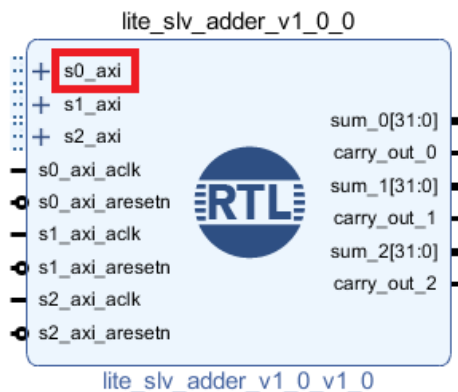 lite_slv_adder_v1_0_0
s0_axi
s1_axi
s2_axi
s0_axi_aclk
s0_axi_aresetn
s1_axi_aclk
s1_axi_aresetn
s2_axi_aclk
s2_axi_aresetn
RTL
sum_0[31:0]
carry_out_0
sum_1[31:0]
carry_out_1
sum_2[31:0]
carry_out_2
lite_slv_adder_v1_0_v1_0